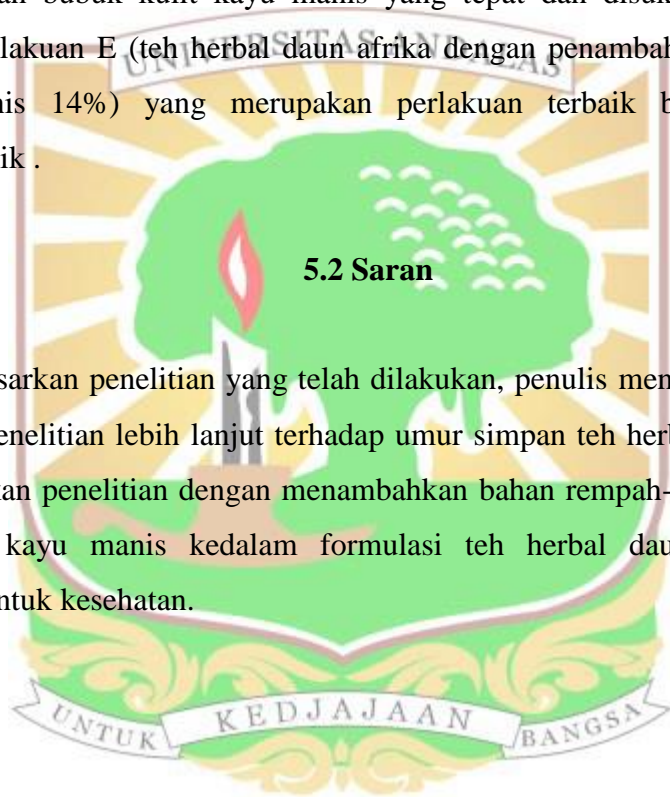 an bubuk kulit kayu manis yang tepat dan disuk
lakuan E (teh herbal daun afrika dengan penambah
UNIVERSITAS ANDALAS
nis 14%) yang merupakan perlakuan terbaik b
ik .
5.2 Saran
sarkan penelitian yang telah dilakukan, penulis men
enelitian lebih lanjut terhadap umur simpan teh herb
kan penelitian dengan menambahkan bahan rempah-
kayu manis kedalam formulasi teh herbal dau
ntuk kesehatan.
UNTUK KEDJAJAAN BANGSA